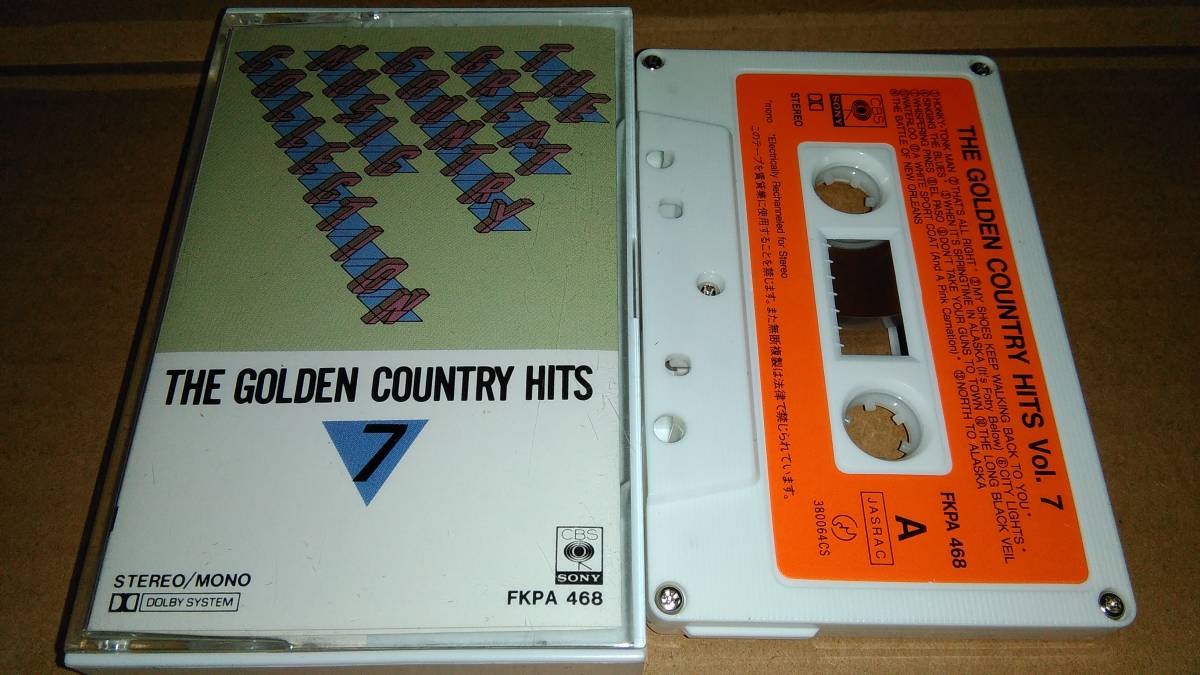 THE
GREAT
COUNTRY
MUSIC
COLLECTION
THE GOLDEN COUNTRY HITS
7
CBS
SONY
STEREO/MONO
DOLBY SYSTEM
FKPA 468
THE GOLDEN COUNTRY HITS Vol. 7
①HONKY-TONK MAN ②THAT'S ALL RIGHT* ③MY SHOES KEEP WALKING BACK TO YOU*
④SINGING THE BLUES* ⑤WHEN IT'S SPRINGTIME IN ALASKA (It's Fotry Below) ⑥CITY LIGHTS*
⑦WHISPERING PINES ⑧EL PASO ⑨DON'T TAKE YOUR GUNS TO TOWN ⑩THE LONG BLACK VEIL
⑪WATERLOO ⑫A WHITE SPORT COAT (And A Pink Carnation)* ⑬NORTH TO ALASKA
⑭THE BATTLE OF NEW ORLEANS
CBS
SONY
STEREO
FKPA 468
A
JASRAC
380064CS
*mono *Electrically Rechanneled for Stereo
このテープを賃貸業に使用することを禁じます。また無断複製は法律で禁じられています。